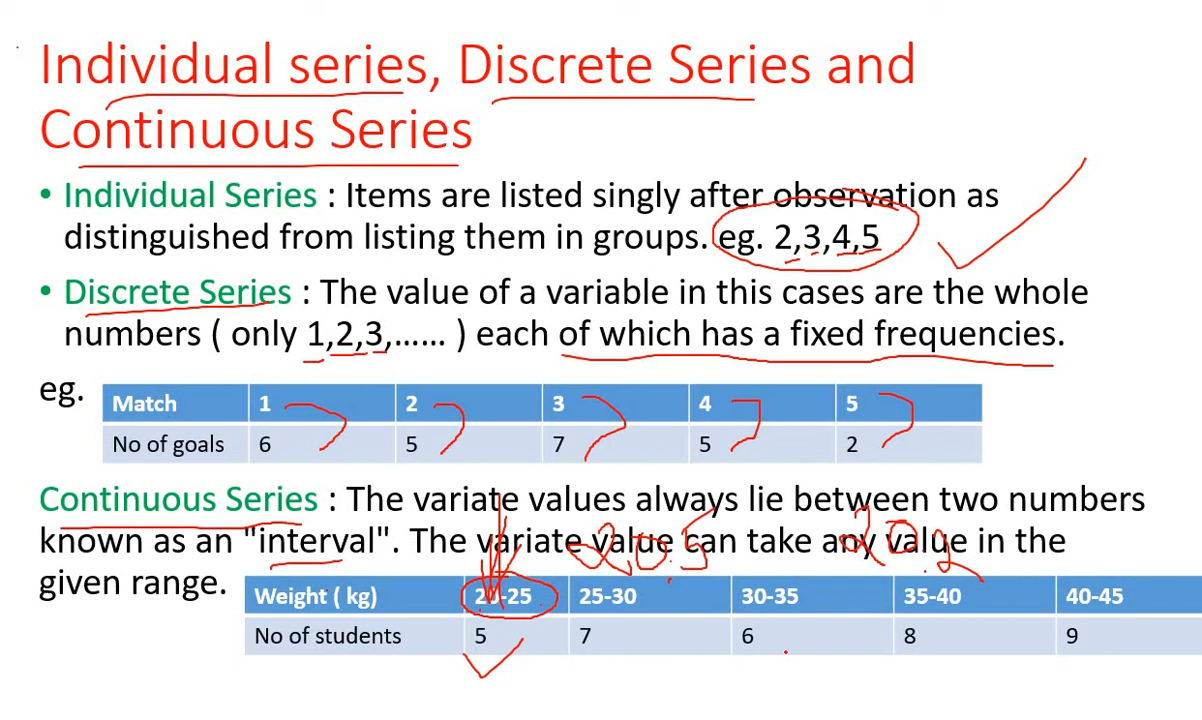 Individual series, Discrete Series and
Continuous Series
• Individual Series : Items are listed singly after observation as
distinguished from listing them in groups. eg. 2,3,4,5
• Discrete Series : The value of a variable in this cases are the whole
numbers ( only 1,2,3,...... ) each of which has a fixed frequencies.
eg.
Match 1 2 3 4 5
No of goals 6 5 7 5 2
Continuous Series : The variate values always lie between two numbers
known as an "interval". The variate value can take any value in the
20.5 20.2
given range.
Weight ( kg) 20-25 25-30 30-35 35-40 40-45
No of students 5 7 6 8 9